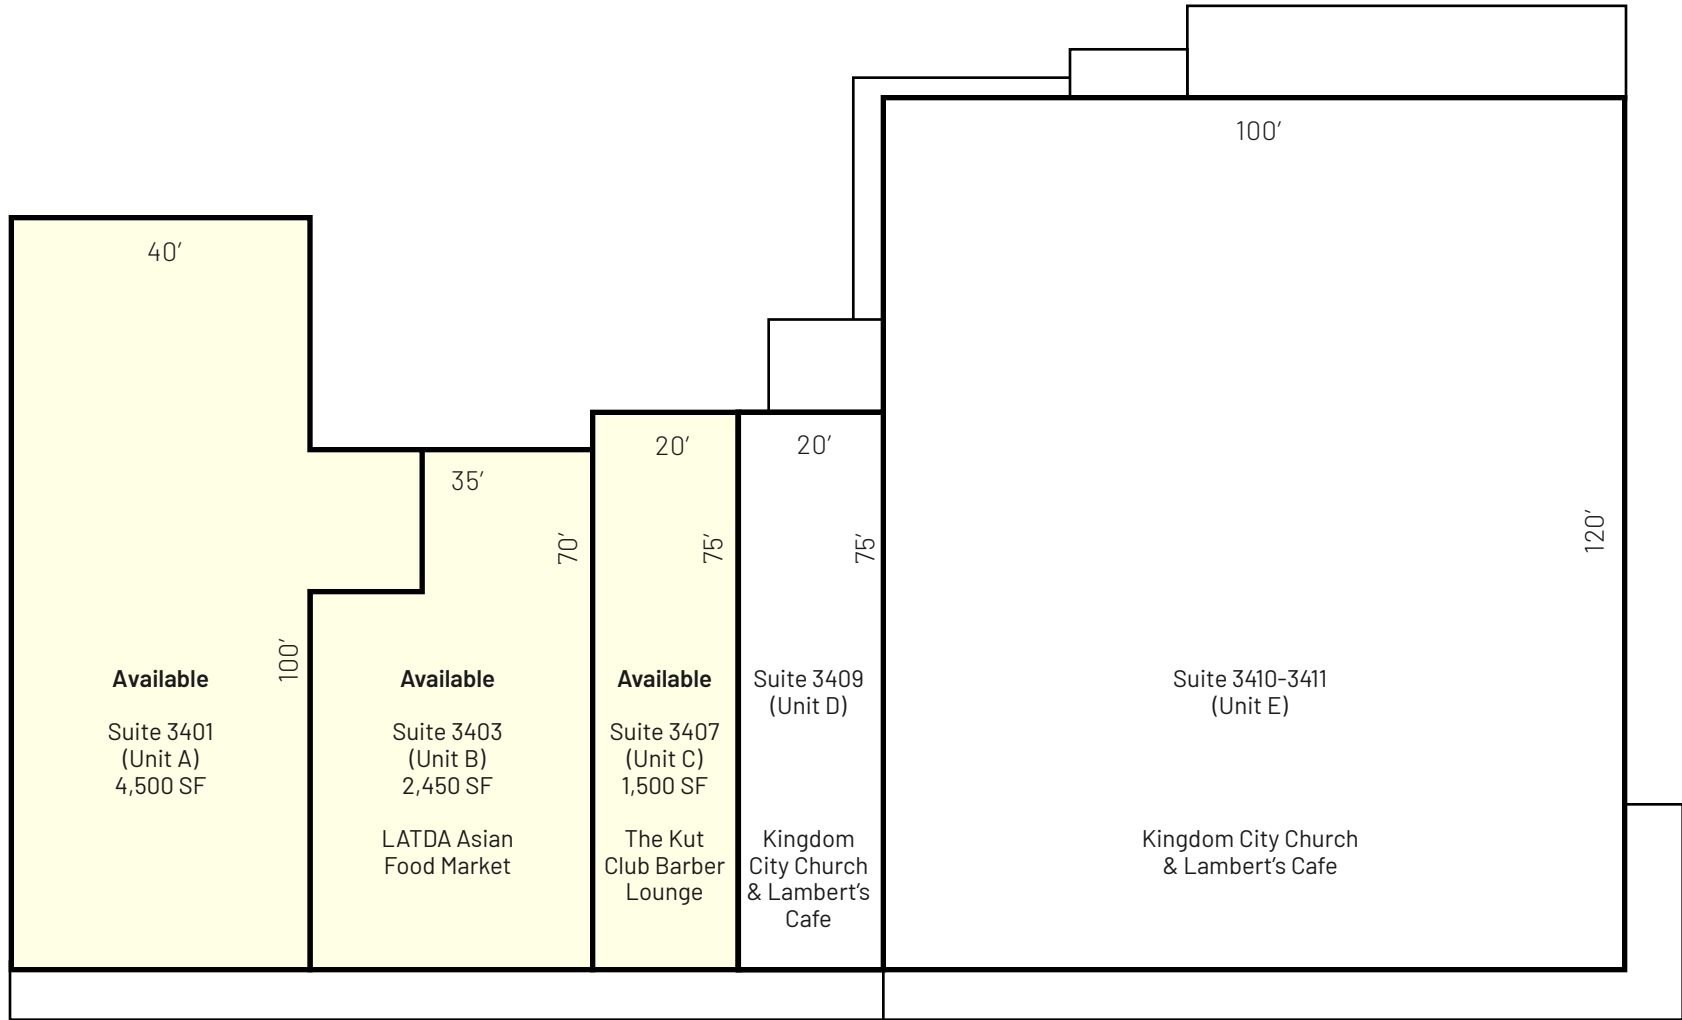 100′
40′
20′
20′
35′
120′
70′
75′
75′
100′
Available
Suite 3401
(Unit A)
4,500 SF
Available
Suite 3403
(Unit B)
2,450 SF
LATDA Asian
Food Market
Available
Suite 3407
(Unit C)
1,500 SF
The Kut
Club Barber
Lounge
Suite 3409
(Unit D)
Kingdom
City Church
& Lambert’s
Cafe
Suite 3410-3411
(Unit E)
Kingdom City Church
& Lambert’s Cafe